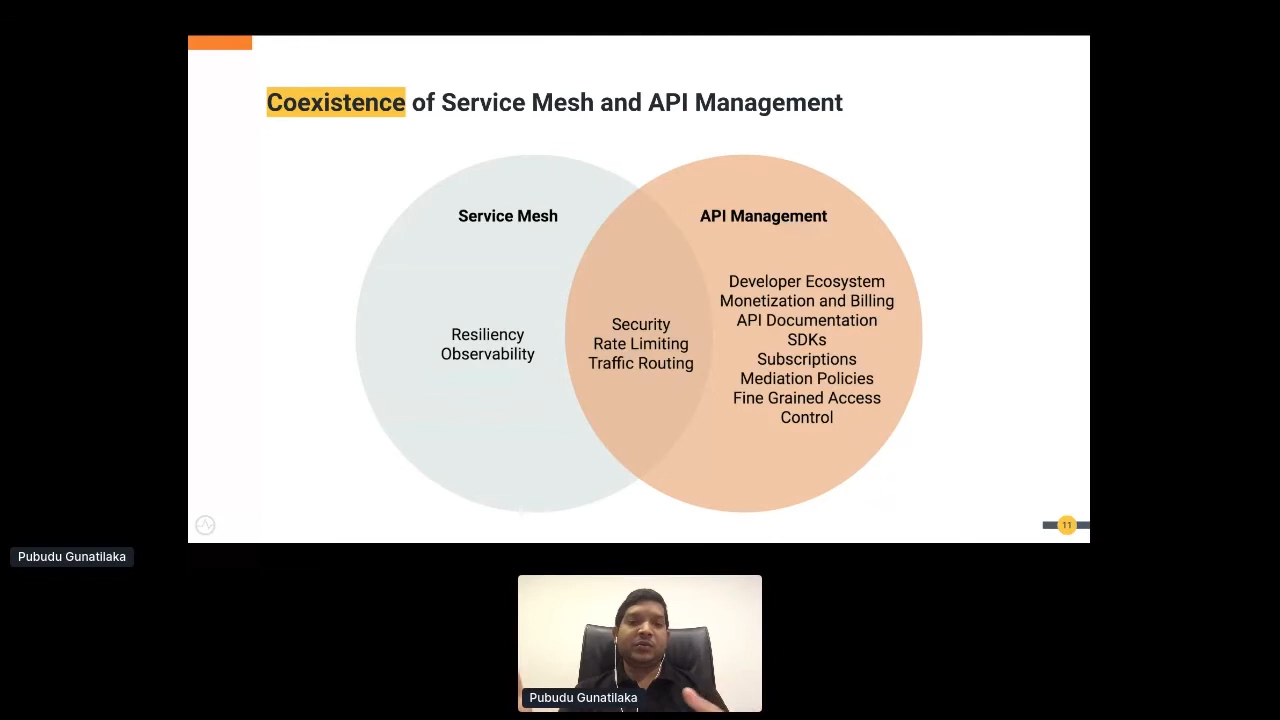 Coexistence of Service Mesh and API Management
Service Mesh
API Management
Resiliency
Observability
Security
Rate Limiting
Traffic Routing
Developer Ecosystem
Monetization and Billing
API Documentation
SDKs
Subscriptions
Mediation Policies
Fine Grained Access
Control
11
Pubudu Gunatilaka
Pubudu Gunatilaka